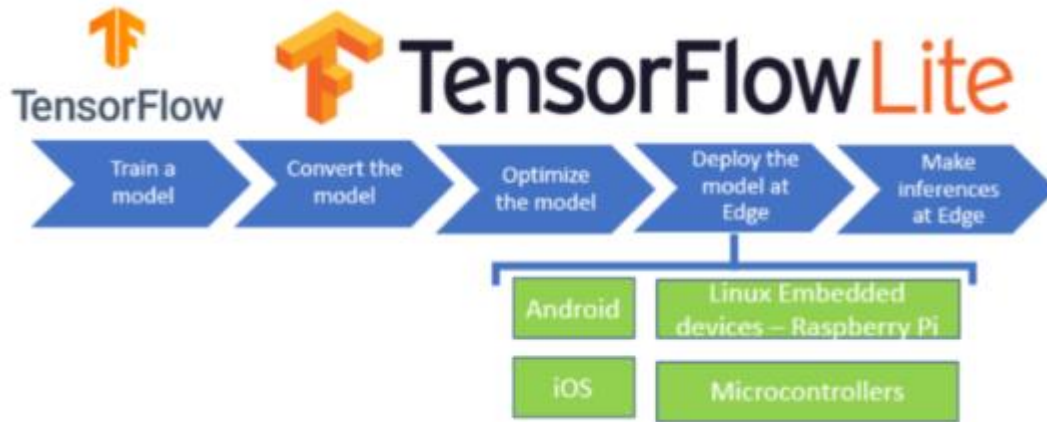 TensorFlow
TensorFlow Lite
Train a
model
Convert the
model
Optimize
the model
Deploy the
model at
Edge
Make
inferences
at Edge
Android
Linux Embedded
devices – Raspberry Pi
iOS
Microcontrollers